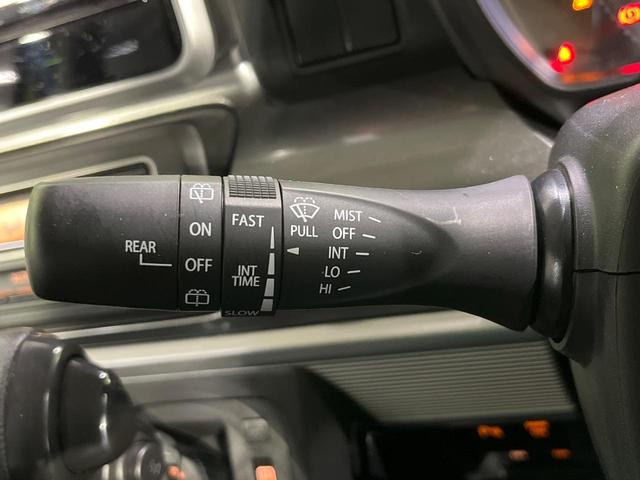 REAR
ON
OFF
FAST
INT
TIME
SLOW
PULL
MIST
OFF
INT
LO
HI